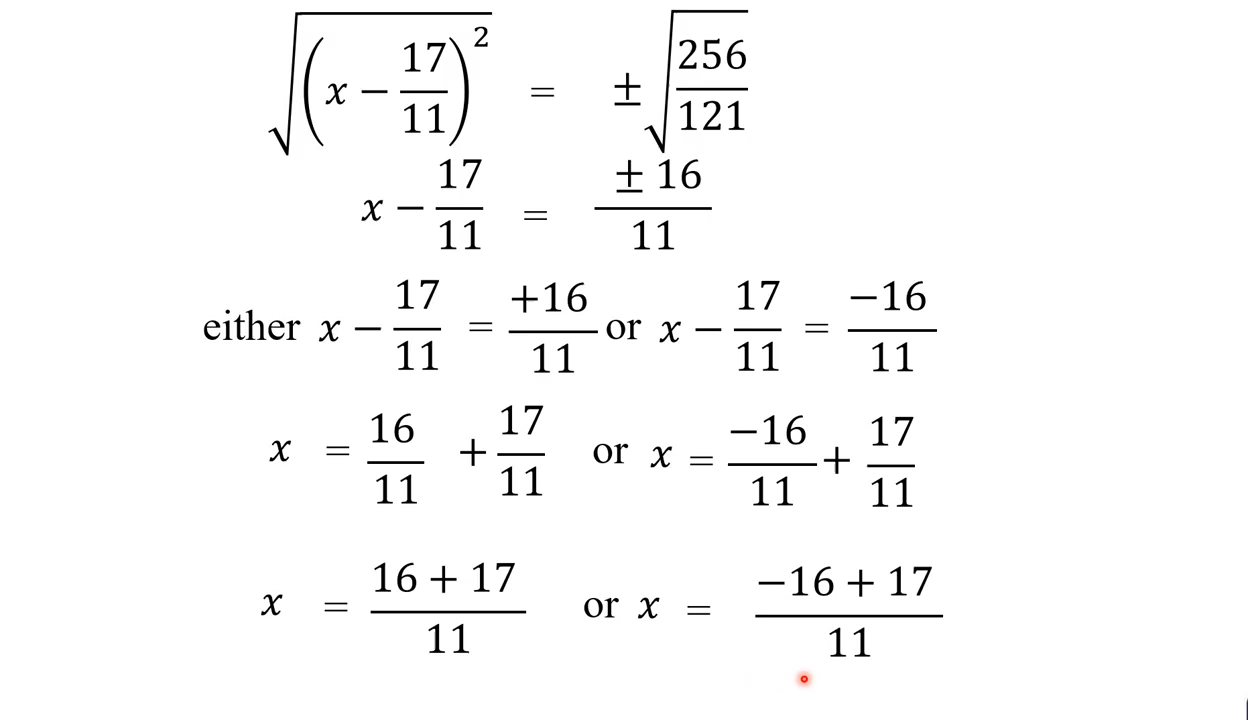 √(x − 17/11)² = ± √(256/121)
x − 17/11 = ± 16/11
either x − 17/11 = +16/11 or x − 17/11 = −16/11
x = 16/11 + 17/11 or x = −16/11 + 17/11
x = (16 + 17)/11 or x = (−16 + 17)/11